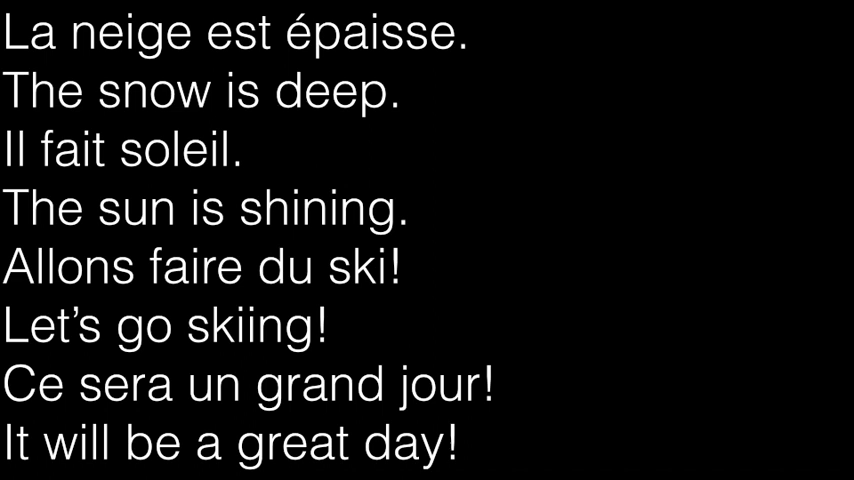 La neige est épaisse.
The snow is deep.
Il fait soleil.
The sun is shining.
Allons faire du ski!
Let’s go skiing!
Ce sera un grand jour!
It will be a great day!